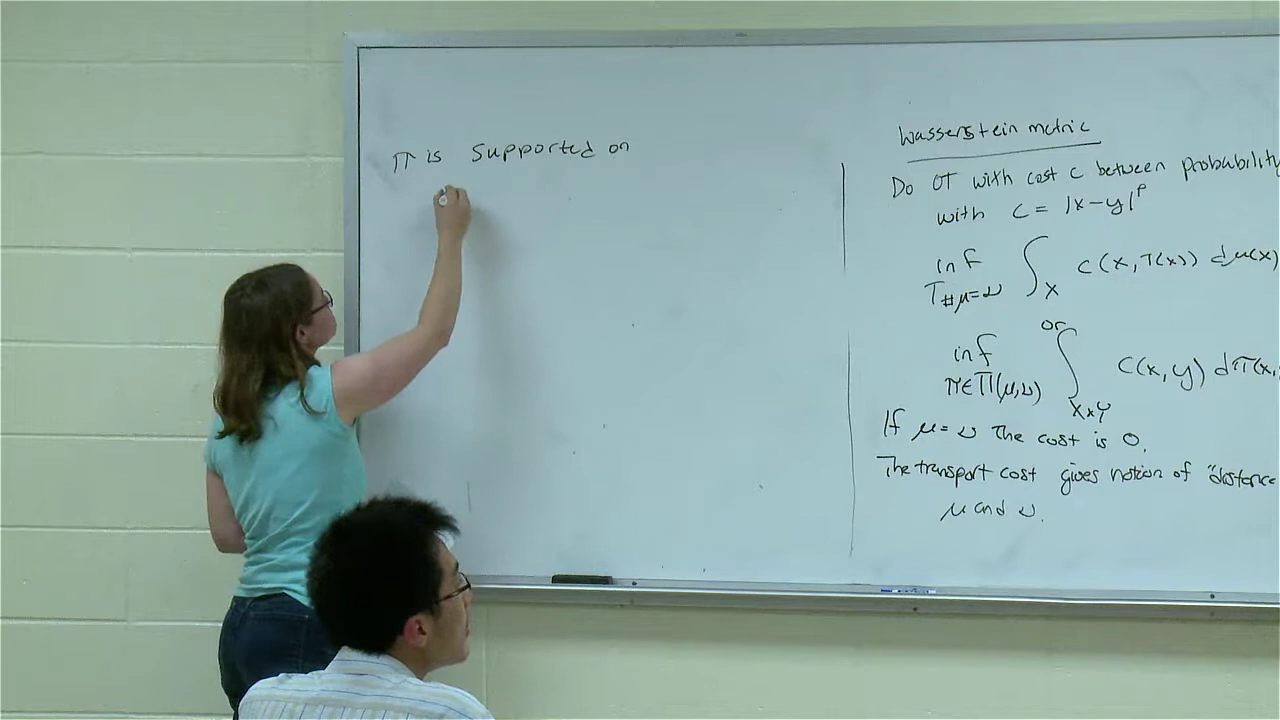 π is supported on
Wasserstein metric
Do OT with cost c between probability
with c = |x-y|^p
inf ∫_X c(x, T(x)) dμ(x)
T#μ=ν
or
inf ∫_{X×Y} c(x,y) dπ(x,
π∈Π(μ,ν)
If μ=ν the cost is 0.
The transport cost gives notion of "distance
μ and ν.